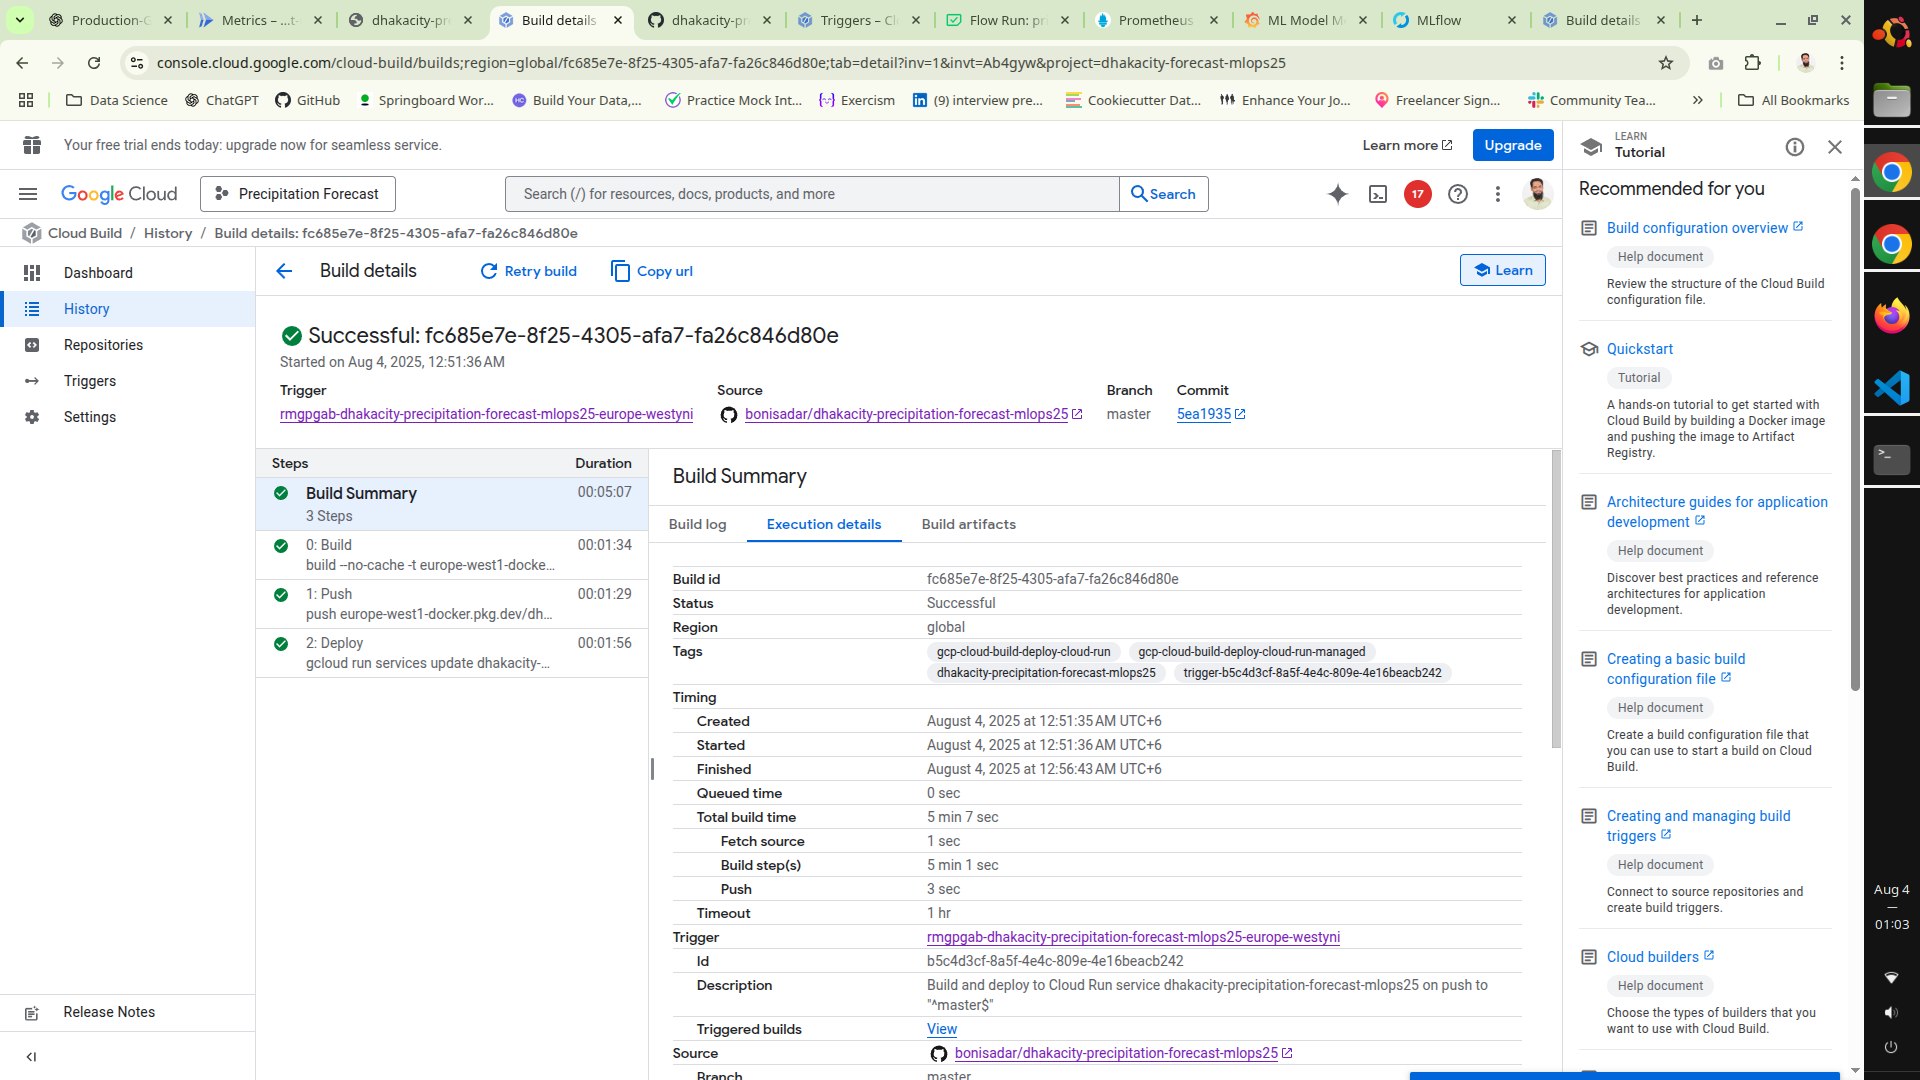 Production-G
Metrics – ...t-
dhakacity-pr
Build details
dhakacity-pr
Triggers – Cl
Flow Run: pr
Prometheus
ML Model M
MLflow
Build details
console.cloud.google.com/cloud-build/builds;region=global/fc685e7e-8f25-4305-afa7-fa26c846d80e;tab=detail?inv=1&invt=Ab4gyw&project=dhakacity-forecast-mlops25
Data Science
ChatGPT
GitHub
Springboard Wor...
Build Your Data,...
Practice Mock Int...
Exercism
(9) interview pre...
Cookiecutter Dat...
Enhance Your Jo...
Freelancer Sign...
Community Tea...
All Bookmarks
Your free trial ends today: upgrade now for seamless service.
Learn more
Upgrade
LEARN
Tutorial
Google Cloud
Precipitation Forecast
Search (/) for resources, docs, products, and more
Search
17
Cloud Build / History / Build details: fc685e7e-8f25-4305-afa7-fa26c846d80e
Dashboard
History
Repositories
Triggers
Settings
Release Notes
Build details
Retry build
Copy url
Learn
Successful: fc685e7e-8f25-4305-afa7-fa26c846d80e
Started on Aug 4, 2025, 12:51:36 AM
Trigger
rmgpgab-dhakacity-precipitation-forecast-mlops25-europe-westyni
Source
bonisadar/dhakacity-precipitation-forecast-mlops25
Branch
master
Commit
5ea1935
Steps Duration
Build Summary 00:05:07
3 Steps
0: Build 00:01:34
build --no-cache -t europe-west1-docke...
1: Push 00:01:29
push europe-west1-docker.pkg.dev/dh...
2: Deploy 00:01:56
gcloud run services update dhakacity-...
Build Summary
Build log
Execution details
Build artifacts
Build id fc685e7e-8f25-4305-afa7-fa26c846d80e
Status Successful
Region global
Tags gcp-cloud-build-deploy-cloud-run gcp-cloud-build-deploy-cloud-run-managed
dhakacity-precipitation-forecast-mlops25 trigger-b5c4d3cf-8a5f-4e4c-809e-4e16beacb242
Timing
Created August 4, 2025 at 12:51:35 AM UTC+6
Started August 4, 2025 at 12:51:36 AM UTC+6
Finished August 4, 2025 at 12:56:43 AM UTC+6
Queued time 0 sec
Total build time 5 min 7 sec
Fetch source 1 sec
Build step(s) 5 min 1 sec
Push 3 sec
Timeout 1 hr
Trigger rmgpgab-dhakacity-precipitation-forecast-mlops25-europe-westyni
Id b5c4d3cf-8a5f-4e4c-809e-4e16beacb242
Description Build and deploy to Cloud Run service dhakacity-precipitation-forecast-mlops25 on push to
"^master$"
Triggered builds View
Source bonisadar/dhakacity-precipitation-forecast-mlops25
Branch master
Recommended for you
Build configuration overview
Help document
Review the structure of the Cloud Build
configuration file.
Quickstart
Tutorial
A hands-on tutorial to get started with
Cloud Build by building a Docker image
and pushing the image to Artifact
Registry.
Architecture guides for application
development
Help document
Discover best practices and reference
architectures for application
development.
Creating a basic build
configuration file
Help document
Create a build configuration file that
you can use to start a build on Cloud
Build.
Creating and managing build
triggers
Help document
Connect to source repositories and
create build triggers.
Cloud builders
Help document
Choose the types of builders that you
want to use with Cloud Build.
Aug 4
—
01:03